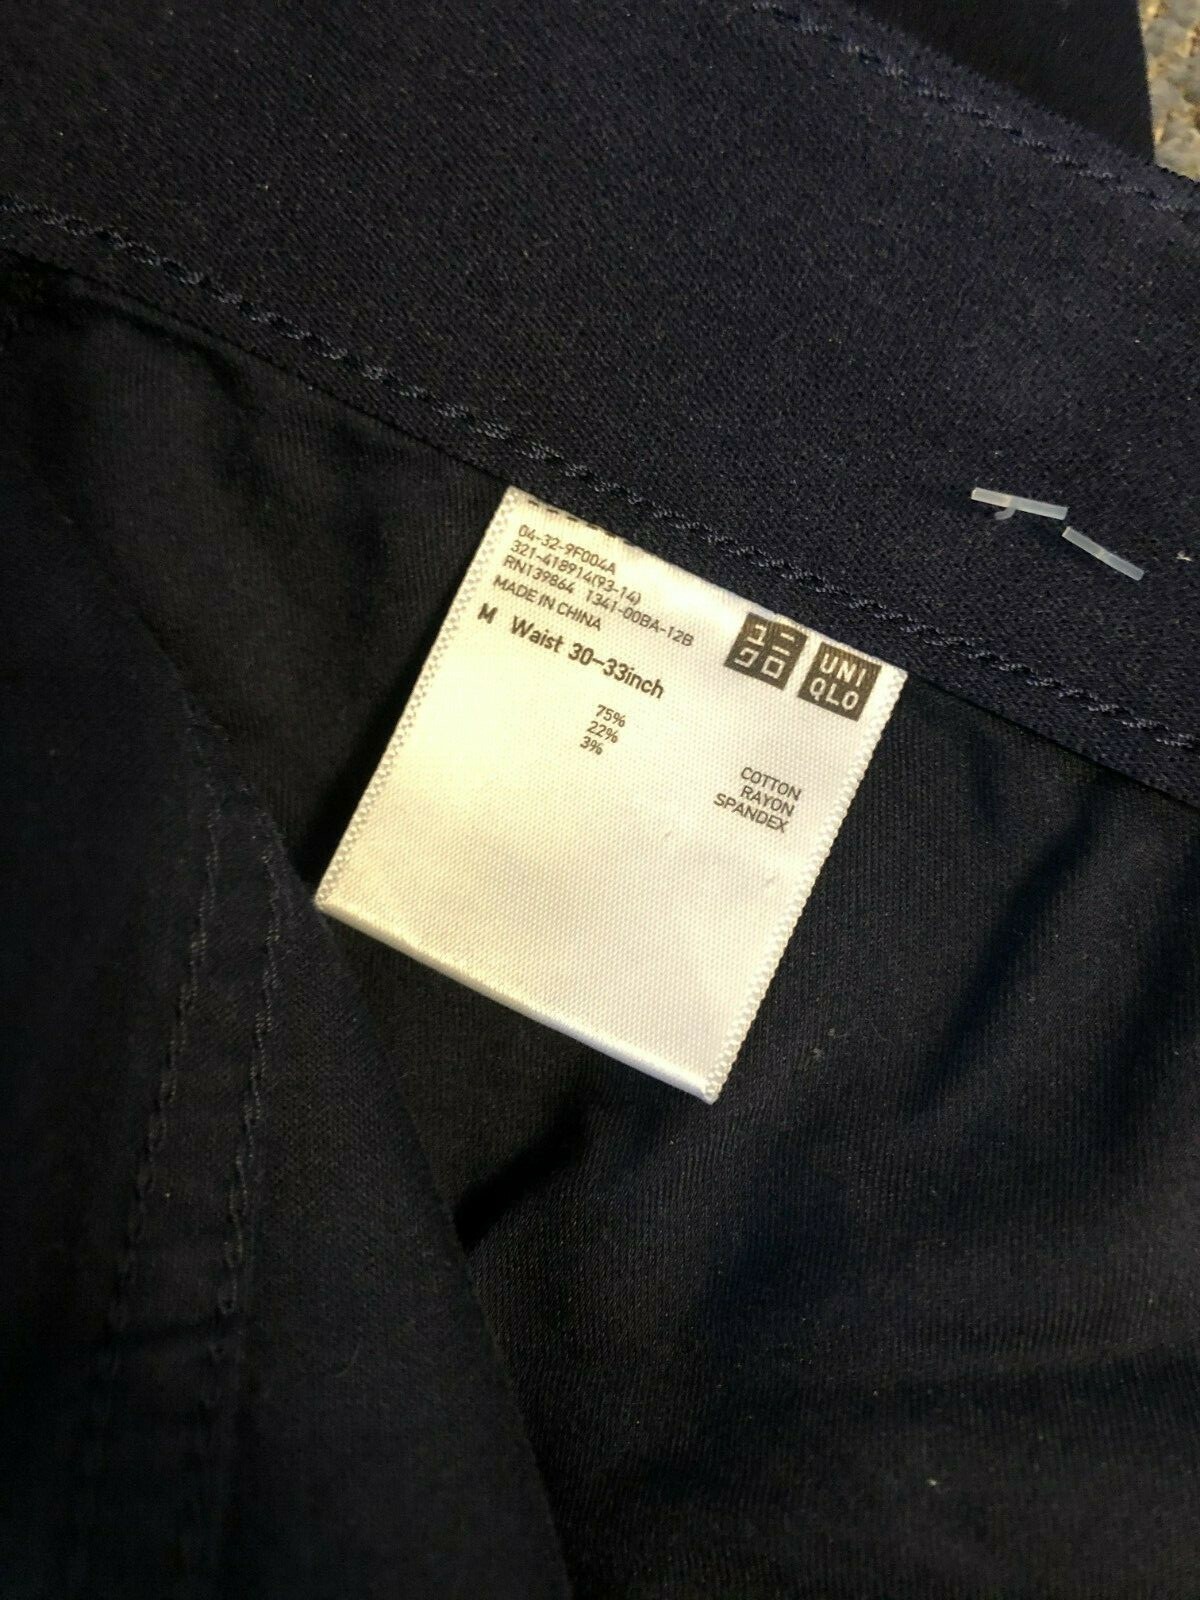 04-32-9F004A
321-418914(93-14)
RN139864 1341-00BA-12B
MADE IN CHINA
M Waist 30-33inch
ユニ
クロ
UNI
QLO
75% COTTON
22% RAYON
3% SPANDEX